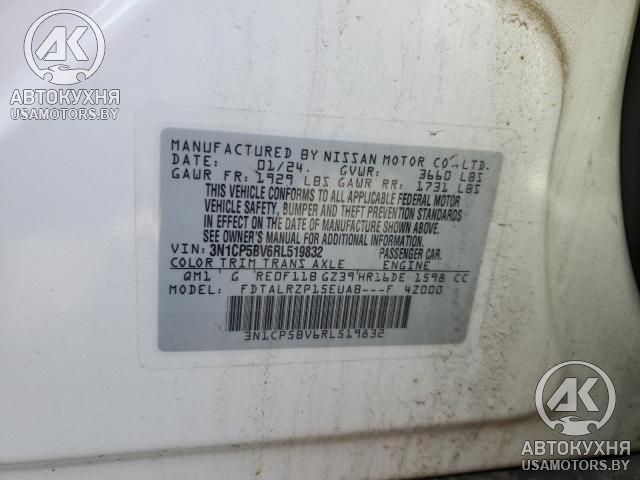 AK
АВТОКУХНЯ
USAMOTORS.BY
MANUFACTURED BY NISSAN MOTOR CO.,LTD.
DATE: 01/24. GVWR: 3660 LBS
GAWR FR: 1929 LBS GAWR RR: 1731 LBS
THIS VEHICLE CONFORMS TO ALL APPLICABLE FEDERAL MOTOR
VEHICLE SAFETY, BUMPER AND THEFT PREVENTION STANDARDS
IN EFFECT ON THE DATE OF MANUFACTURE SHOWN ABOVE.
SEE OWNER'S MANUAL FOR ADDITIONAL INFORMATION.
VIN: 3N1CP5BV6RL519832 PASSENGER CAR.
COLOR TRIM TRANS AXLE ENGINE
QM1 G RE0F11B GZ39 HR16DE 1598 CC
MODEL: FDTALRZP15EUAB---F 42000
3N1CP5BV6RL519832
AK
АВТОКУХНЯ
USAMOTORS.BY